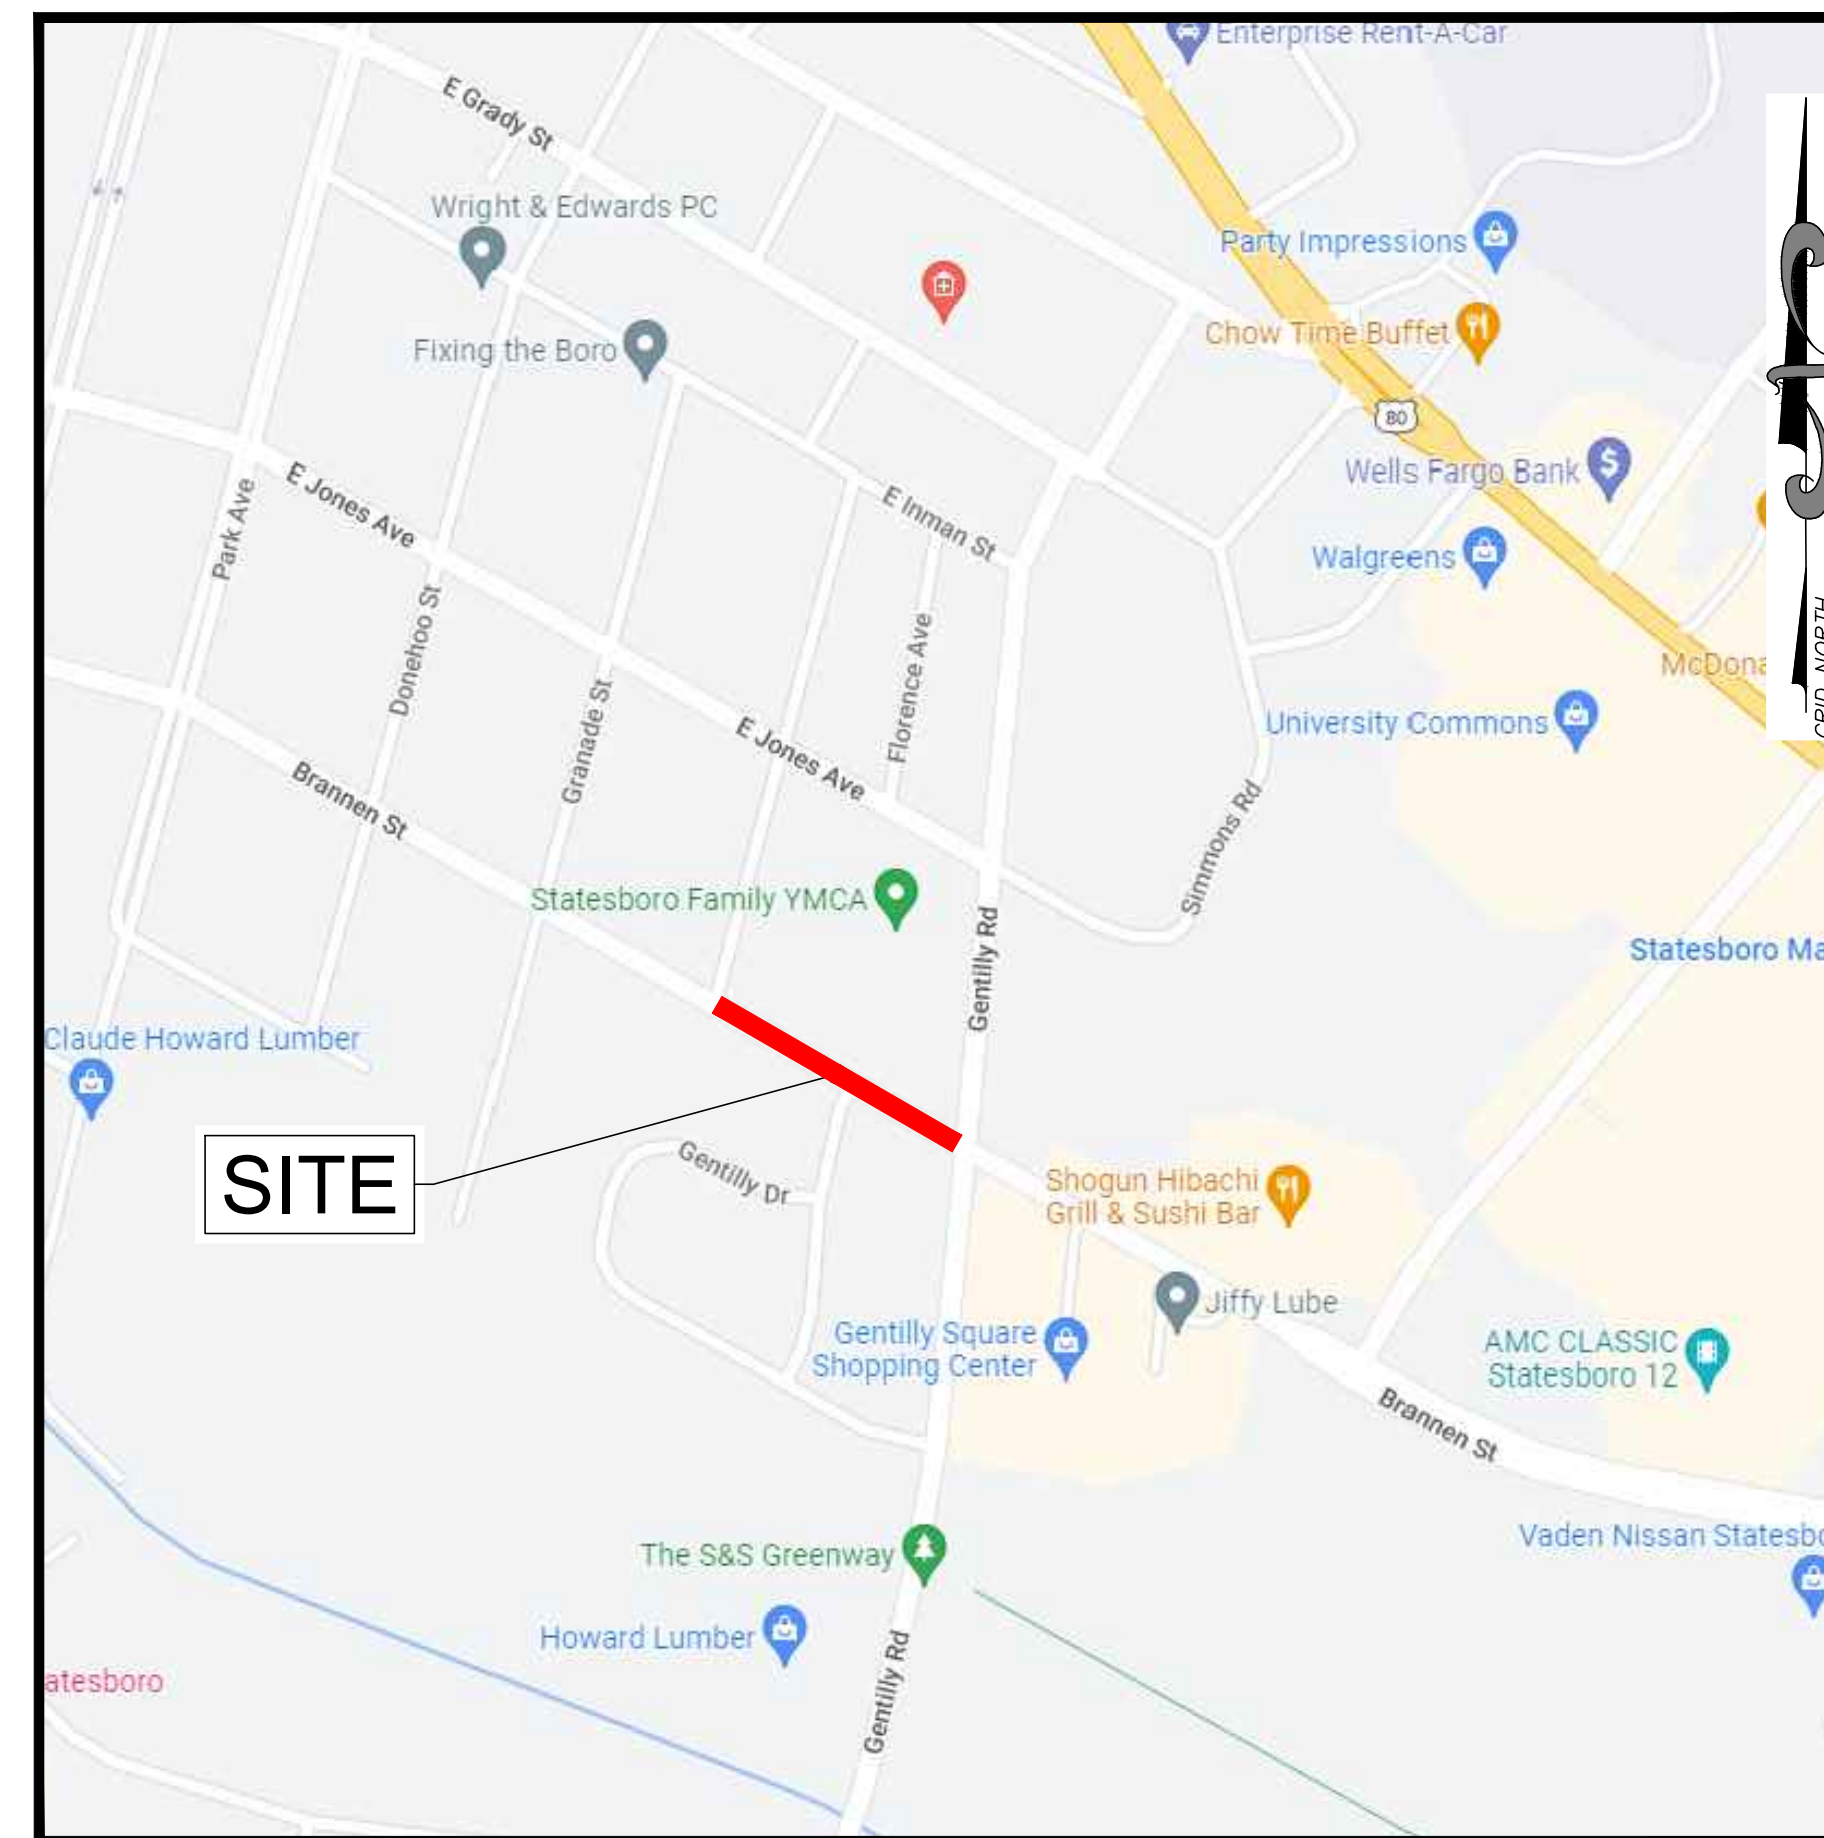 Enterprise Rent-A-Car
E Grady St
Wright & Edwards PC
Party Impressions
Chow Time Buffet
Fixing the Boro
80
Wells Fargo Bank
E Jones Ave
Park Ave
E Inman St
Walgreens
GRID NORTH
Donehoo St
Florence Ave
McDona
Granade St
University Commons
E Jones Ave
Brannen St
Simmons Rd
Statesboro Family YMCA
Gentilly Rd
Statesboro Ma
Claude Howard Lumber
SITE
Gentilly Dr
Shogun Hibachi
Grill & Sushi Bar
Jiffy Lube
Gentilly Square
Shopping Center
AMC CLASSIC
Statesboro 12
Brannen St
The S&S Greenway
Vaden Nissan Statesbo
Howard Lumber
Gentilly Rd
atesboro